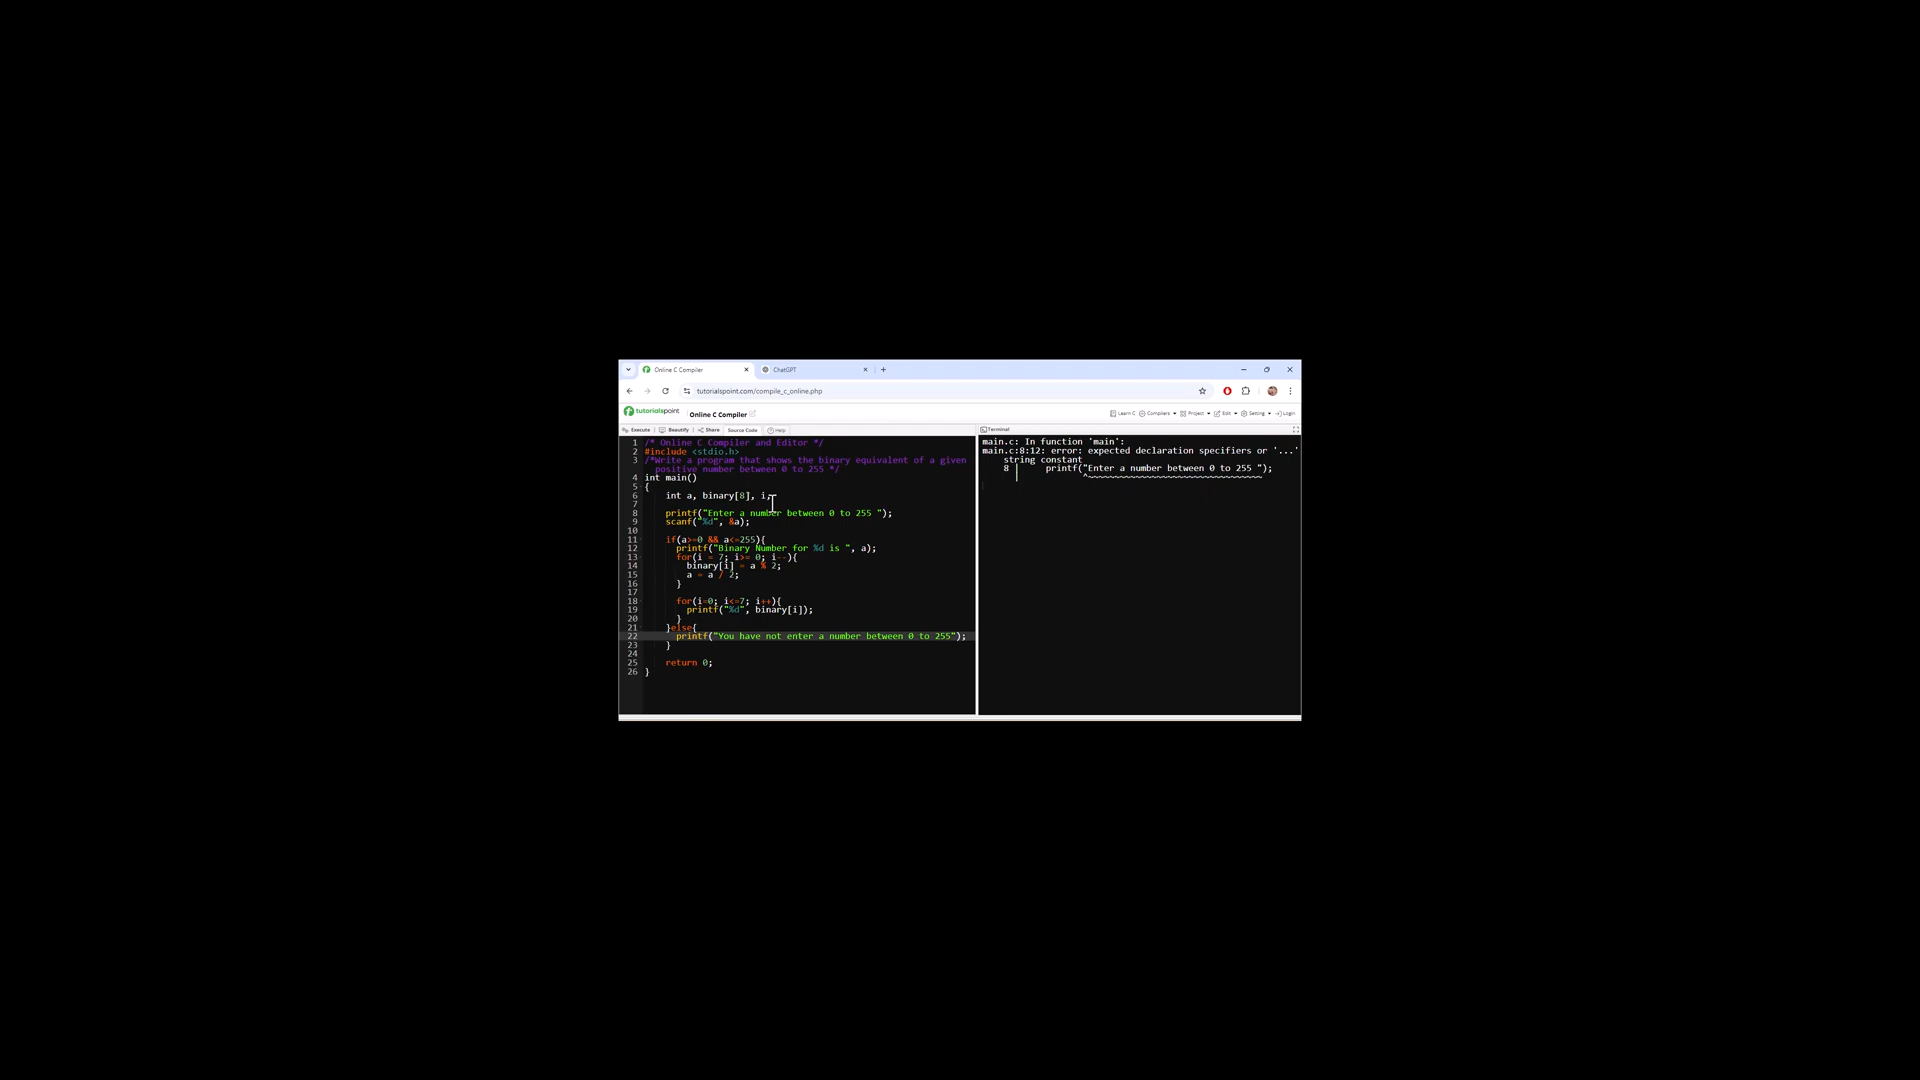 Online C Compiler
ChatGPT
tutorialspoint.com/compile_c_online.php
tutorialspoint
Online C Compiler
Learn C
Compilers
Project
Edit
Setting
Login
Execute
Beautify
Share
Source Code
Help
1 /* Online C Compiler and Editor */
2 #include <stdio.h>
3 /*Write a program that shows the binary equivalent of a given
positive number between 0 to 255 */
4 int main()
5 {
6 int a, binary[8], i,
7
8 printf("Enter a number between 0 to 255 ");
9 scanf("%d", &a);
10
11 if(a>=0 && a<=255){
12 printf("Binary Number for %d is ", a);
13 for(i = 7; i>= 0; i--){
14 binary[i] = a % 2;
15 a = a / 2;
16 }
17
18 for(i=0; i<=7; i++){
19 printf("%d", binary[i]);
20 }
21 }else{
22 printf("You have not enter a number between 0 to 255");
23 }
24
25 return 0;
26 }
Terminal
main.c: In function 'main':
main.c:8:12: error: expected declaration specifiers or '...'
string constant
8 | printf("Enter a number between 0 to 255 ");
| ^~~~~~~~~~~~~~~~~~~~~~~~~~~~~~~~~~